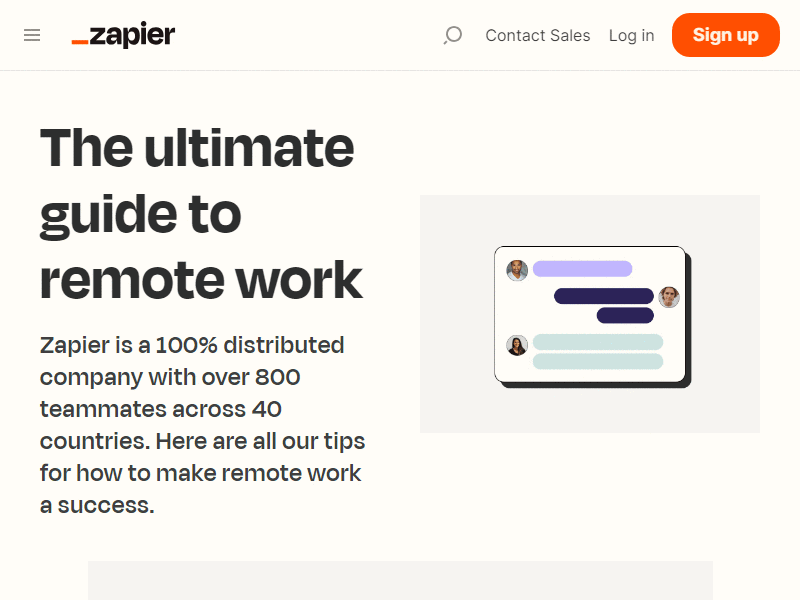 _zapier
Contact Sales
Log in
Sign up
The ultimate
guide to
remote work
Zapier is a 100% distributed
company with over 800
teammates across 40
countries. Here are all our tips
for how to make remote work
a success.